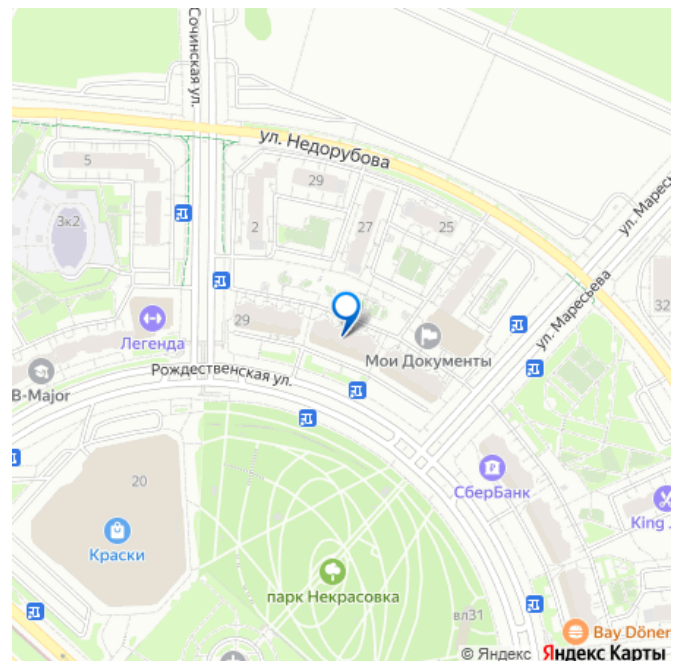 Сочинская ул.
ул. Недорубова
5
29
3к2
2
27
25
ул. Маресьева
ул. Маресьева
32
29
Легенда
Мои Документы
B-Major
Рождественская ул.
20
СберБанк
Краски
King
парк Некрасовка
вл31
Bay Döner
© Яндекс Яндекс Карты